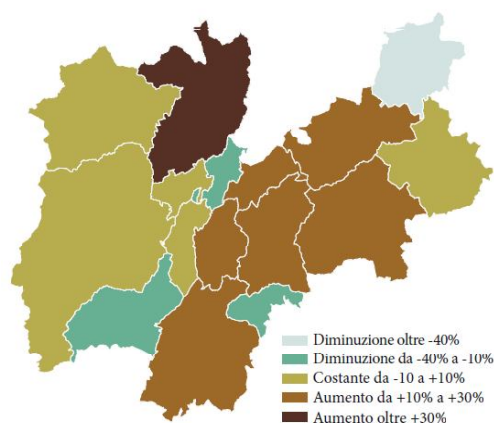 Diminuzione oltre -40%
Diminuzione da -40% a -10%
Costante da -10 a +10%
Aumento da +10% a +30%
Aumento oltre +30%